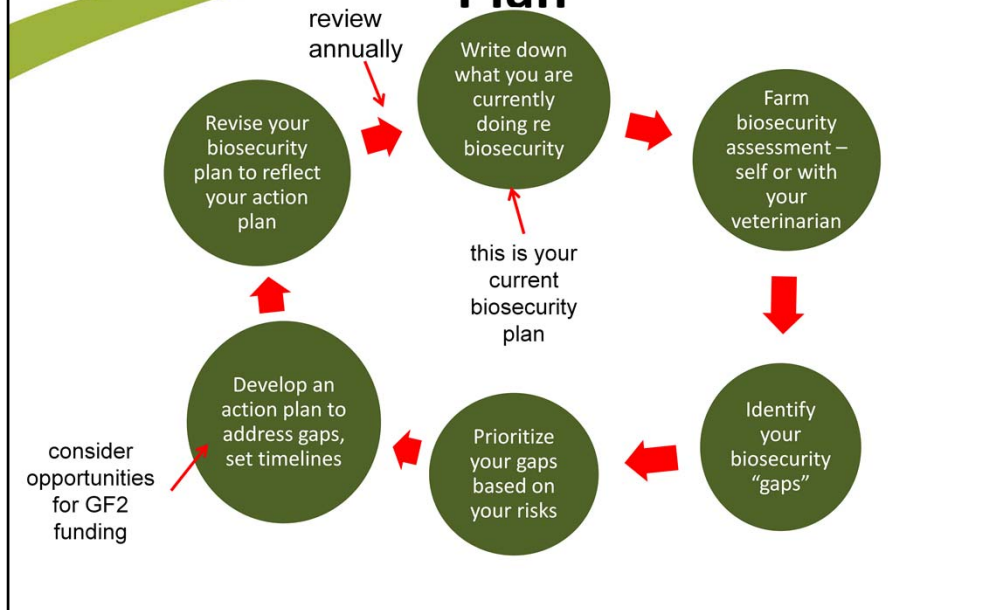 Plan
review
annually
Write down
what you are
currently
doing re
biosecurity
Farm
biosecurity
assessment –
self or with
your
veterinarian
Identify
your
biosecurity
“gaps”
Prioritize
your gaps
based on
your risks
Develop an
action plan to
address gaps,
set timelines
Revise your
biosecurity
plan to reflect
your action
plan
this is your
current
biosecurity
plan
consider
opportunities
for GF2
funding